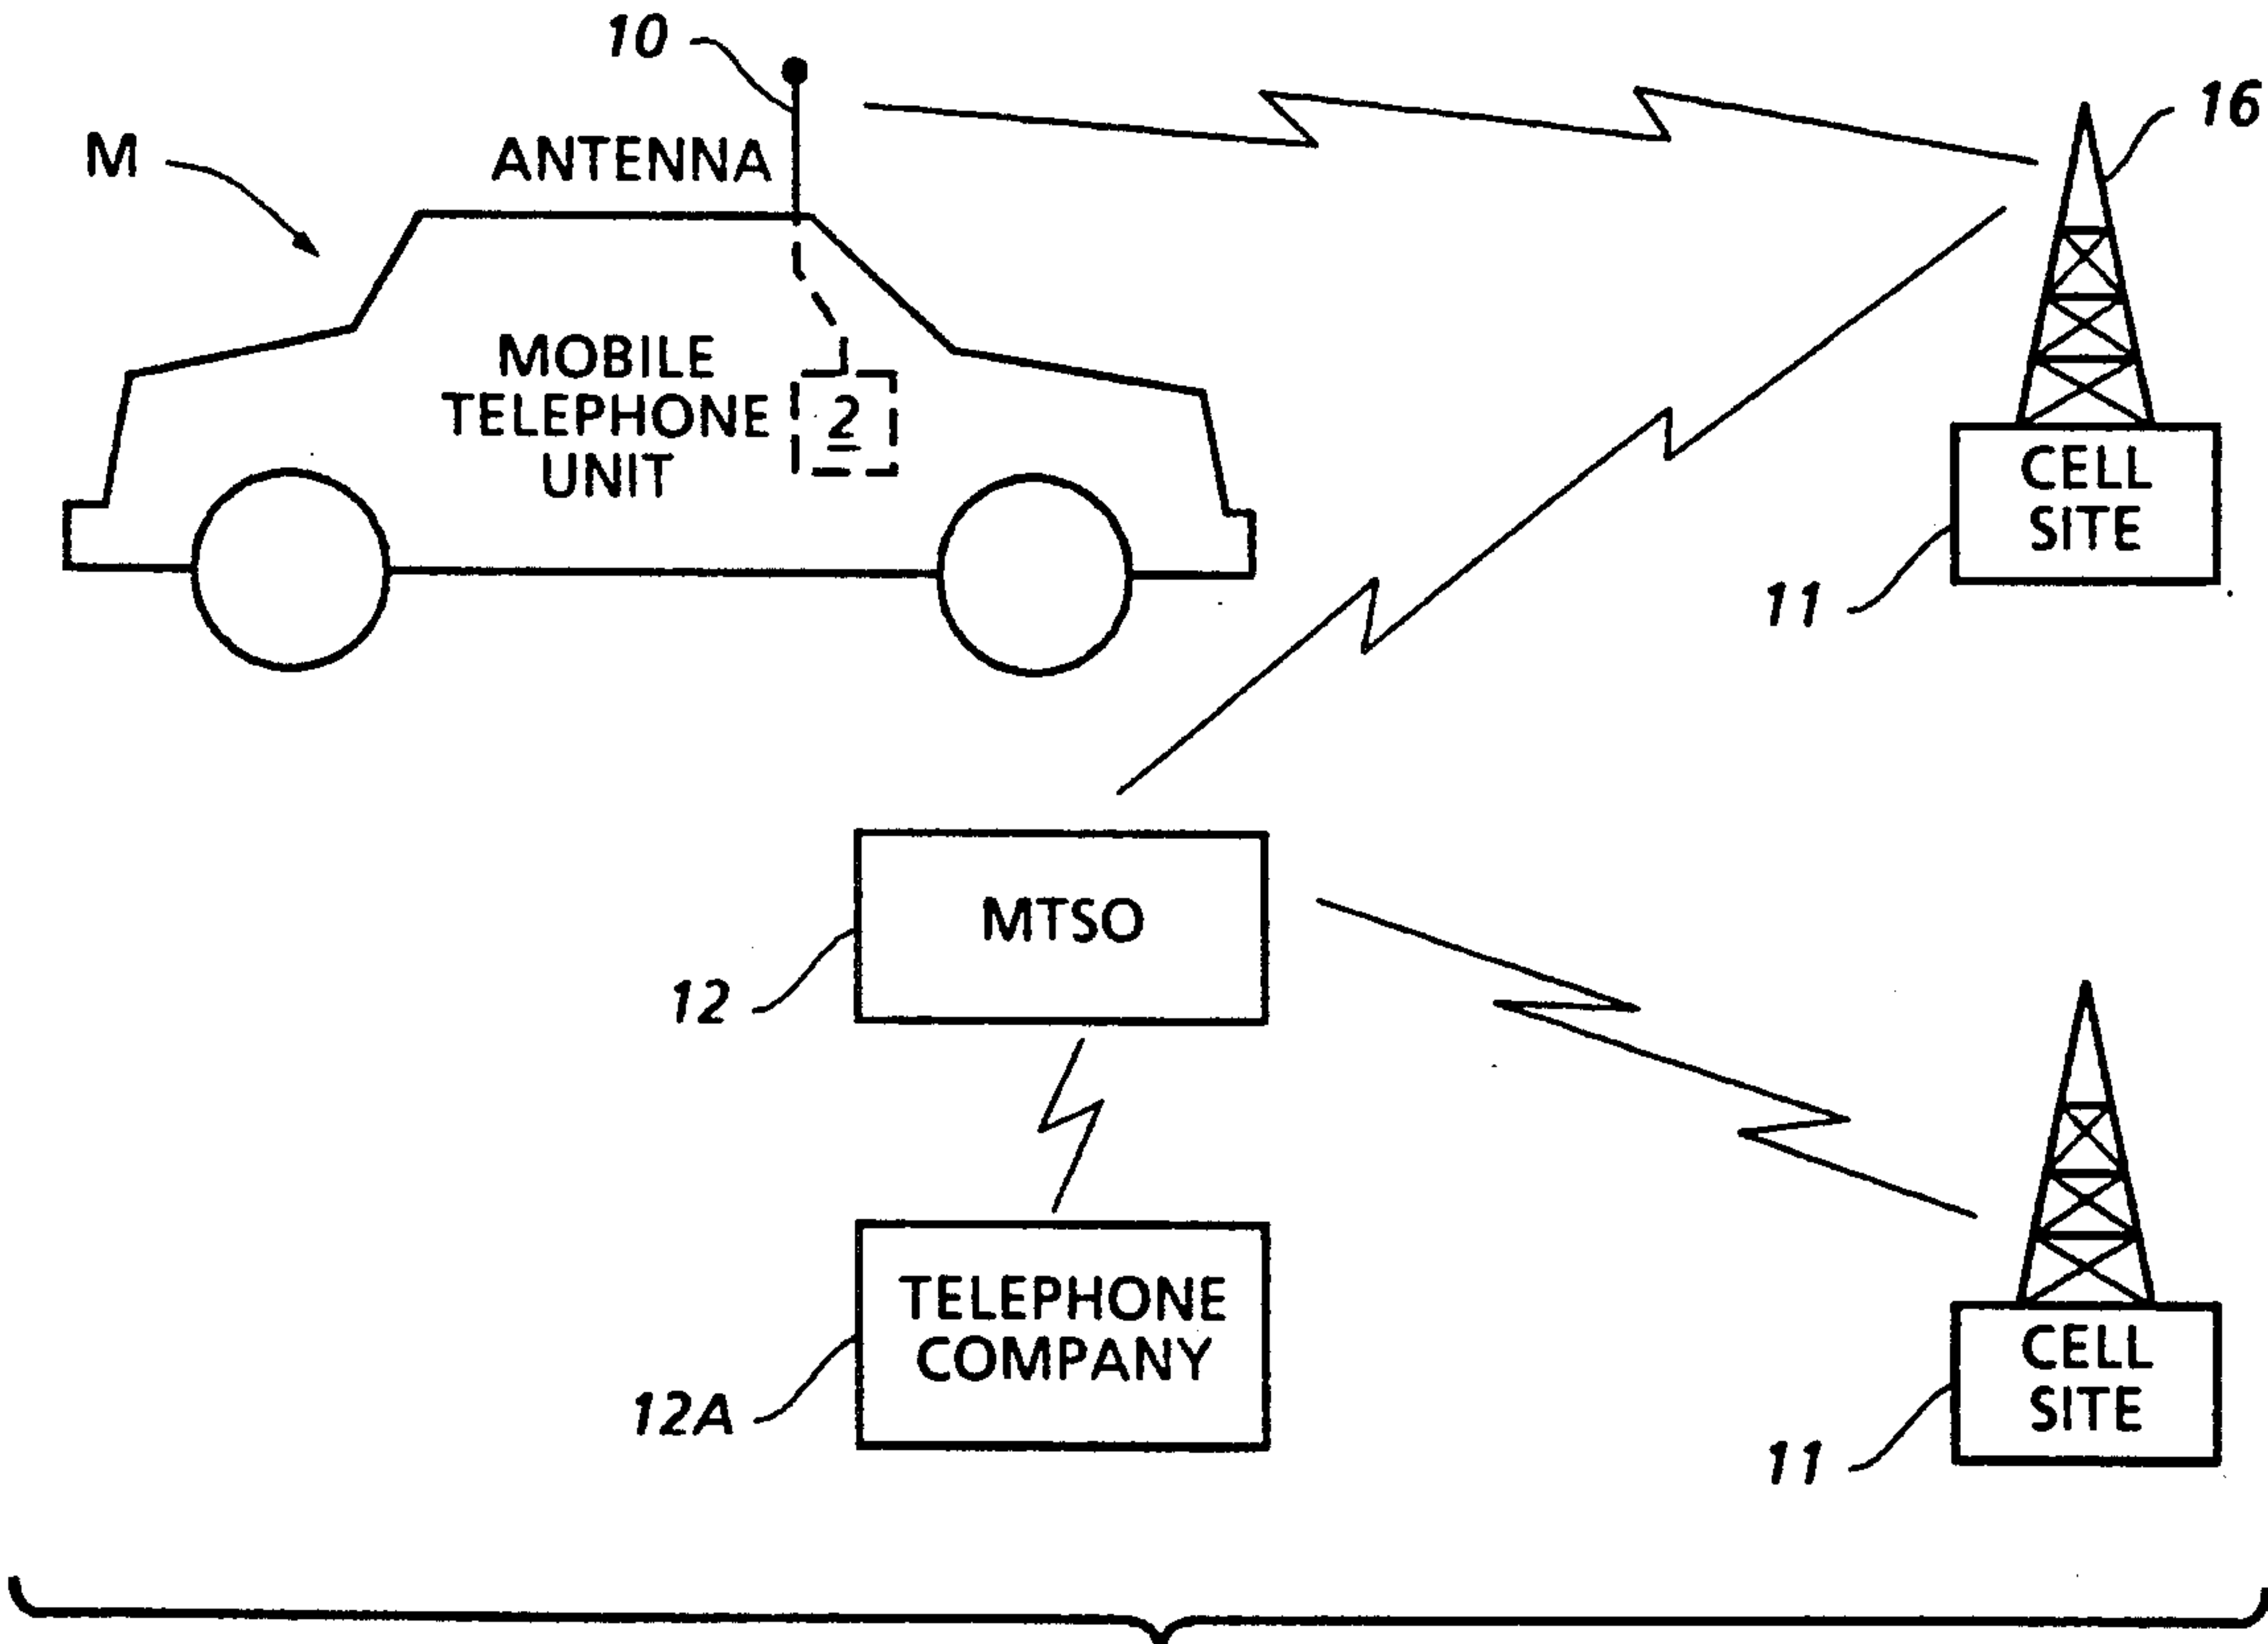 10
16
M
ANTENNA
MOBILE
TELEPHONE
UNIT
2
CELL
SITE
11
MTSO
12
TELEPHONE
COMPANY
12A
CELL
SITE
11